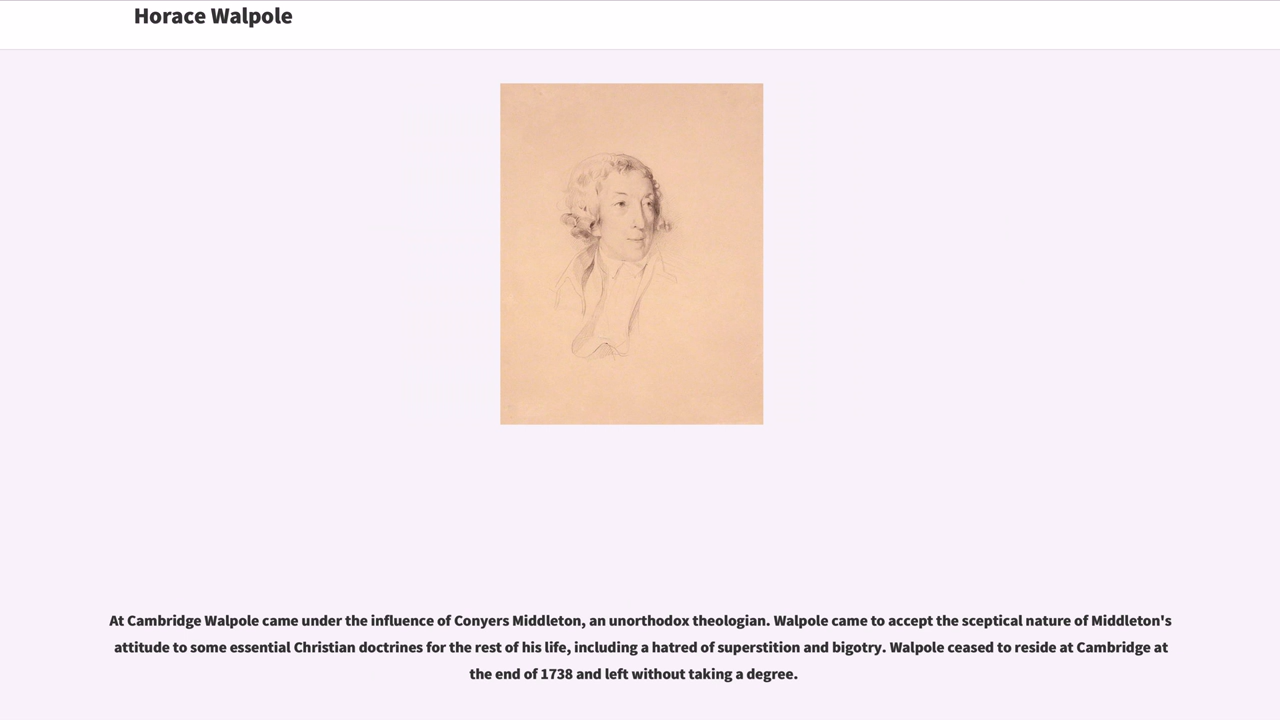 Horace Walpole
At Cambridge Walpole came under the influence of Conyers Middleton, an unorthodox theologian. Walpole came to accept the sceptical nature of Middleton's
attitude to some essential Christian doctrines for the rest of his life, including a hatred of superstition and bigotry. Walpole ceased to reside at Cambridge at
the end of 1738 and left without taking a degree.